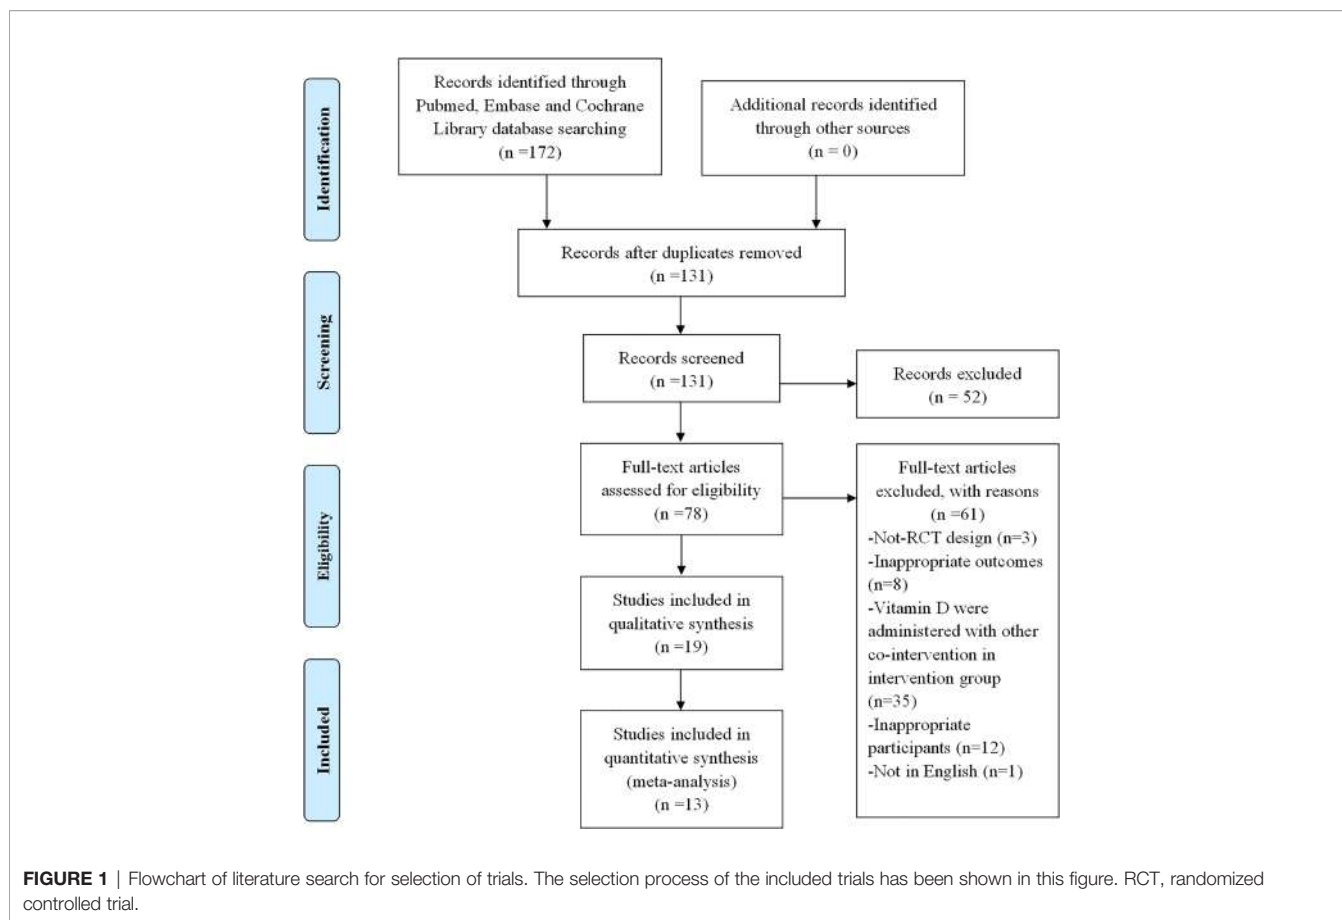 Identification
Records identified through
Pubmed, Embase and Cochrane
Library database searching
(n =172)
Additional records identified
through other sources
(n = 0)
Records after duplicates removed
(n =131)
Screening
Records screened
(n =131)
Records excluded
(n = 52)
Eligibility
Full-text articles
assessed for eligibility
(n =78)
Full-text articles
excluded, with reasons
(n =61)
-Not-RCT design (n=3)
-Inappropriate outcomes
(n=8)
-Vitamin D were
administered with other
co-intervention in
intervention group
(n=35)
-Inappropriate
participants (n=12)
-Not in English (n=1)
Studies included in
qualitative synthesis
(n =19)
Included
Studies included in
quantitative synthesis
(meta-analysis)
(n =13)
FIGURE 1 | Flowchart of literature search for selection of trials. The selection process of the included trials has been shown in this figure. RCT, randomized
controlled trial.